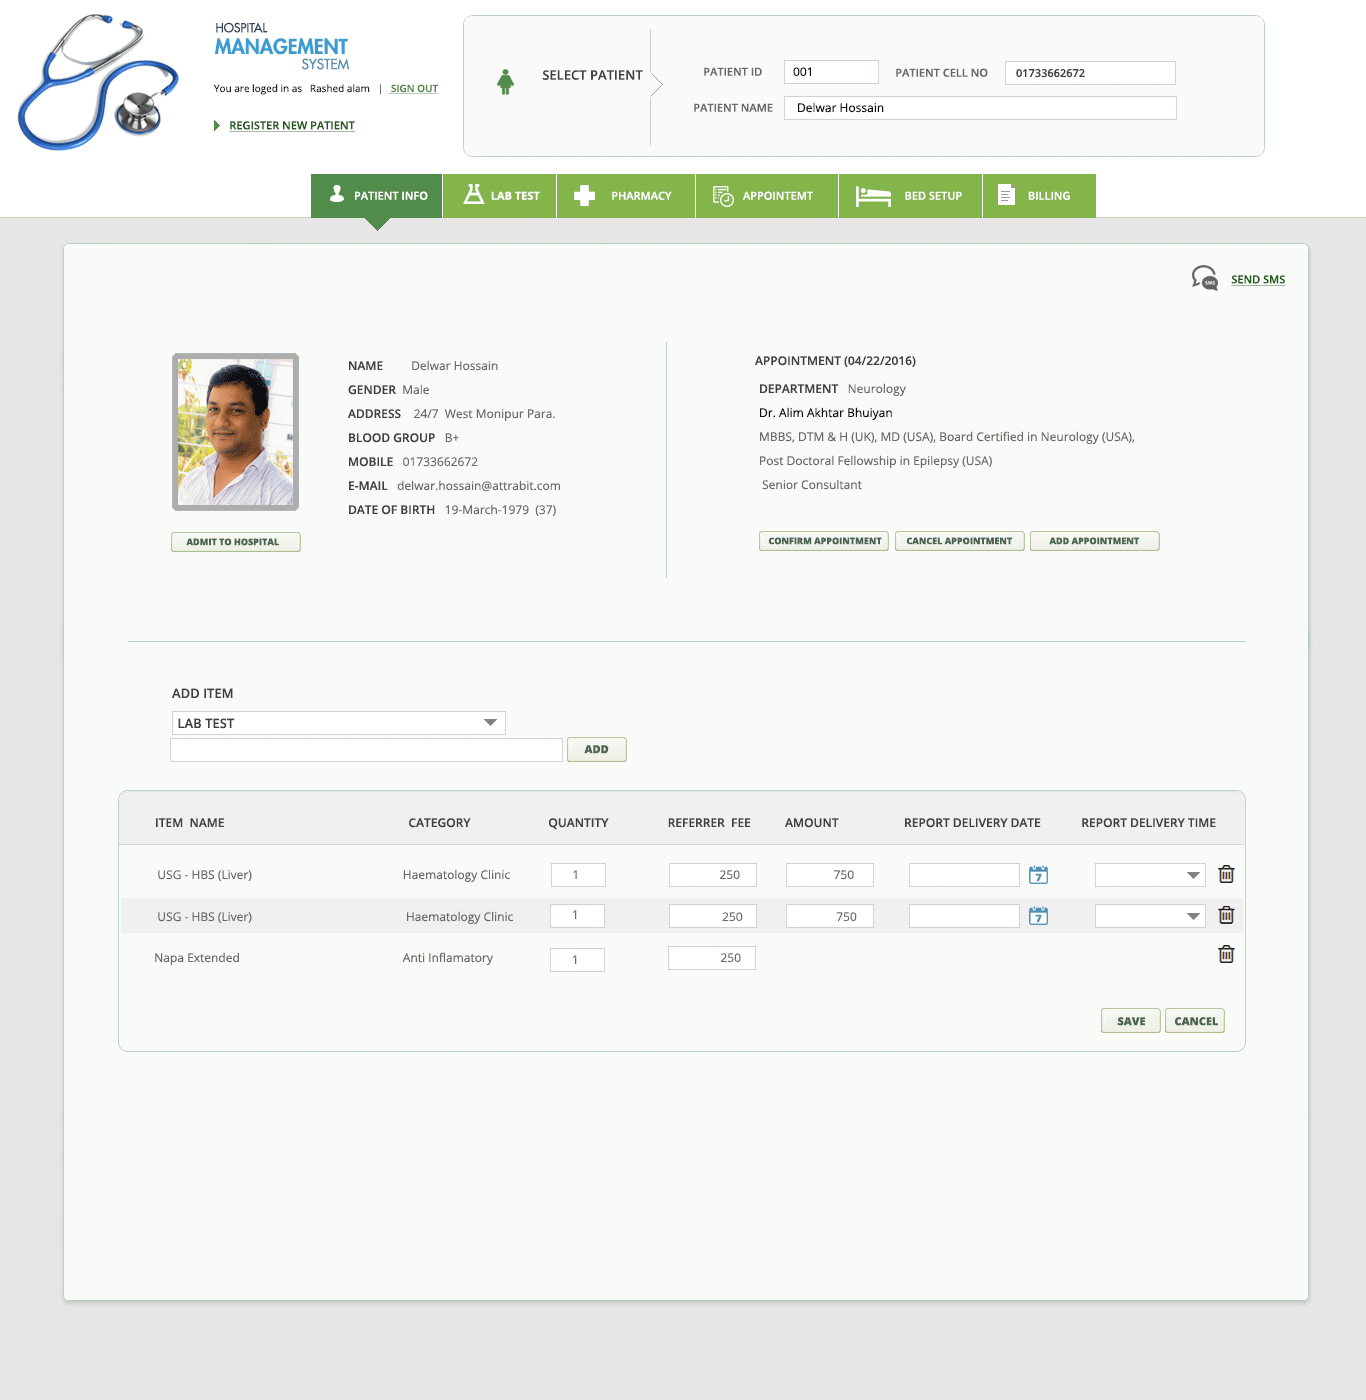 HOSPITAL
MANAGEMENT
SYSTEM
You are loged in as Rashed alam | SIGN OUT
REGISTER NEW PATIENT
SELECT PATIENT
PATIENT ID 001 PATIENT CELL NO 01733662672
PATIENT NAME Delwar Hossain
PATIENT INFO LAB TEST PHARMACY APPOINTEMT BED SETUP BILLING
SMS SEND SMS
NAME Delwar Hossain
GENDER Male
ADDRESS 24/7 West Monipur Para.
BLOOD GROUP B+
MOBILE 01733662672
E-MAIL delwar.hossain@attrabit.com
DATE OF BIRTH 19-March-1979 (37)
ADMIT TO HOSPITAL
APPOINTMENT (04/22/2016)
DEPARTMENT Neurology
Dr. Alim Akhtar Bhuiyan
MBBS, DTM & H (UK), MD (USA), Board Certified in Neurology (USA),
Post Doctoral Fellowship in Epilepsy (USA)
Senior Consultant
CONFIRM APPOINTMENT CANCEL APPOINTMENT ADD APPOINTMENT
ADD ITEM
LAB TEST
ADD
ITEM NAME CATEGORY QUANTITY REFERRER FEE AMOUNT REPORT DELIVERY DATE REPORT DELIVERY TIME
USG - HBS (Liver) Haematology Clinic 1 250 750 7
USG - HBS (Liver) Haematology Clinic 1 250 750 7
Napa Extended Anti Inflamatory 1 250
SAVE CANCEL